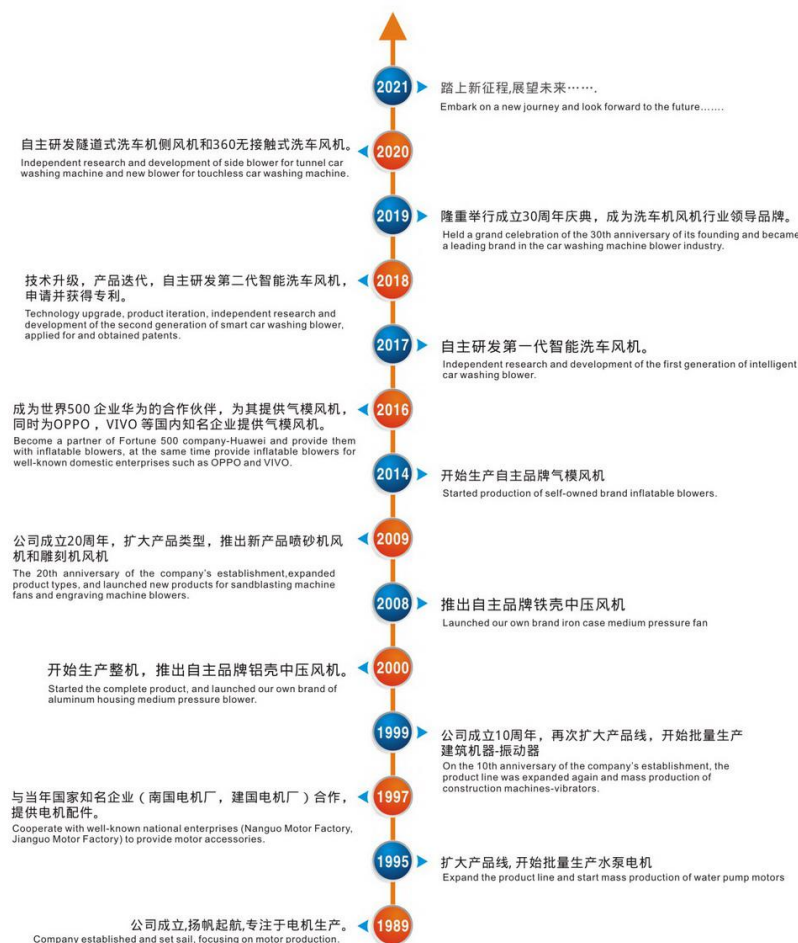 2021
踏上新征程,展望未来…….
Embark on a new journey and look forward to the future…….
自主研发隧道式洗车机侧风机和360无接触式洗车风机。
Independent research and development of side blower for tunnel car
washing machine and new blower for touchless car washing machine.
2020
2019
隆重举行成立30周年庆典，成为洗车机风机行业领导品牌。
Held a grand celebration of the 30th anniversary of its founding and became
a leading brand in the car washing machine blower industry.
技术升级，产品迭代，自主研发第二代智能洗车风机，
申请并获得专利。
Technology upgrade, product iteration, independent research and
development of the second generation of smart car washing blower,
applied for and obtained patents.
2018
2017
自主研发第一代智能洗车风机。
Independent research and development of the first generation of intelligent
car washing blower.
成为世界500 企业华为的合作伙伴，为其提供气模风机，
同时为OPPO，VIVO 等国内知名企业提供气模风机。
Become a partner of Fortune 500 company-Huawei and provide them
with inflatable blowers, at the same time provide inflatable blowers for
well-known domestic enterprises such as OPPO and VIVO.
2016
2014
开始生产自主品牌气模风机
Started production of self-owned brand inflatable blowers.
公司成立20周年，扩大产品类型，推出新产品喷砂机风
机和雕刻机风机
The 20th anniversary of the company's establishment,expanded
product types, and launched new products for sandblasting machine
fans and engraving machine blowers.
2009
2008
推出自主品牌铁壳中压风机
Launched our own brand iron case medium pressure fan
开始生产整机，推出自主品牌铝壳中压风机。
Started the complete product, and launched our own brand of
aluminum housing medium pressure blower.
2000
1999
公司成立10周年，再次扩大产品线，开始批量生产
建筑机器-振动器
On the 10th anniversary of the company's establishment, the
product line was expanded again and mass production of
construction machines-vibrators.
与当年国家知名企业（南国电机厂，建国电机厂）合作，
提供电机配件。
Cooperate with well-known national enterprises (Nanguo Motor Factory,
Jianguo Motor Factory) to provide motor accessories.
1997
1995
扩大产品线, 开始批量生产水泵电机
Expand the product line and start mass production of water pump motors
公司成立,扬帆起航,专注于电机生产。
Company established and set sail, focusing on motor production.
1989